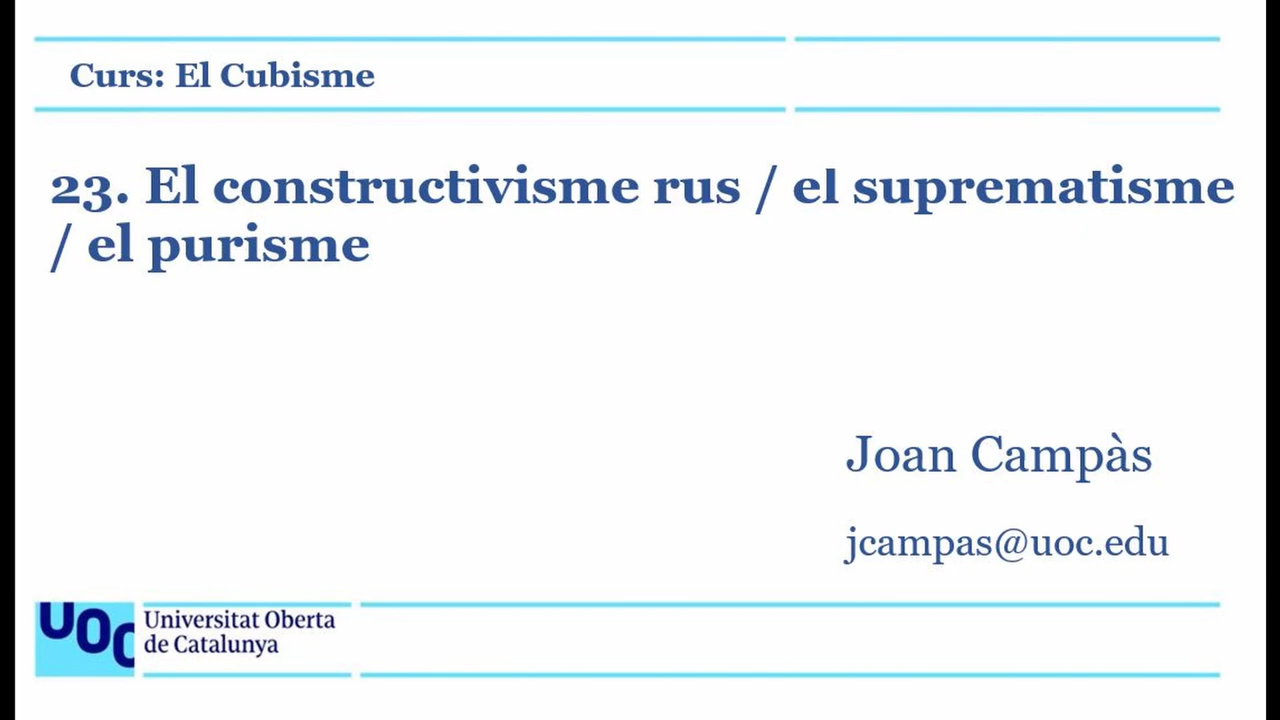 Curs: El Cubisme
23. El constructivisme rus / el suprematisme
/ el purisme
Joan Campàs
jcampas@uoc.edu
UOC
Universitat Oberta
de Catalunya